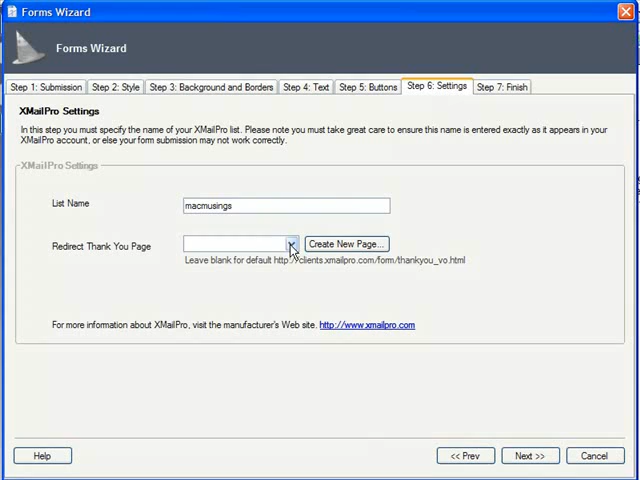 Forms Wizard
Forms Wizard
Step 1: Submission Step 2: Style Step 3: Background and Borders Step 4: Text Step 5: Buttons Step 6: Settings Step 7: Finish
XMailPro Settings
In this step you must specify the name of your XMailPro list. Please note you must take great care to ensure this name is entered exactly as it appears in your
XMailPro account, or else your form submission may not work correctly.
XMailPro Settings
List Name macmusings
Redirect Thank You Page Create New Page...
Leave blank for default http://clients.xmailpro.com/form/thankyou_vo.html
For more information about XMailPro, visit the manufacturer's Web site. http://www.xmailpro.com
Help << Prev Next >> Cancel